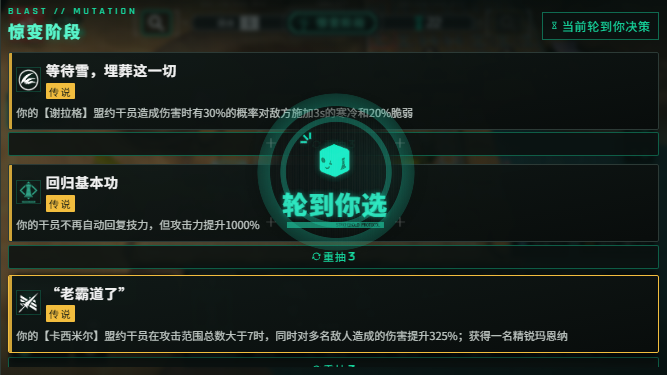 BLAST // MUTATION
惊变阶段
当前轮到你决策
等待雪，埋葬这一切
传说
你的【谢拉格】盟约干员造成伤害时有30%的概率对敌方施加3s的寒冷和20%脆弱
回归基本功
传说
轮到你选
你的干员不再自动回复技力，但攻击力提升1000%
重抽3
“老霸道了”
传说
你的【卡西米尔】盟约干员在攻击范围总数大于7时，同时对多名敌人造成的伤害提升325%；获得一名精锐玛恩纳